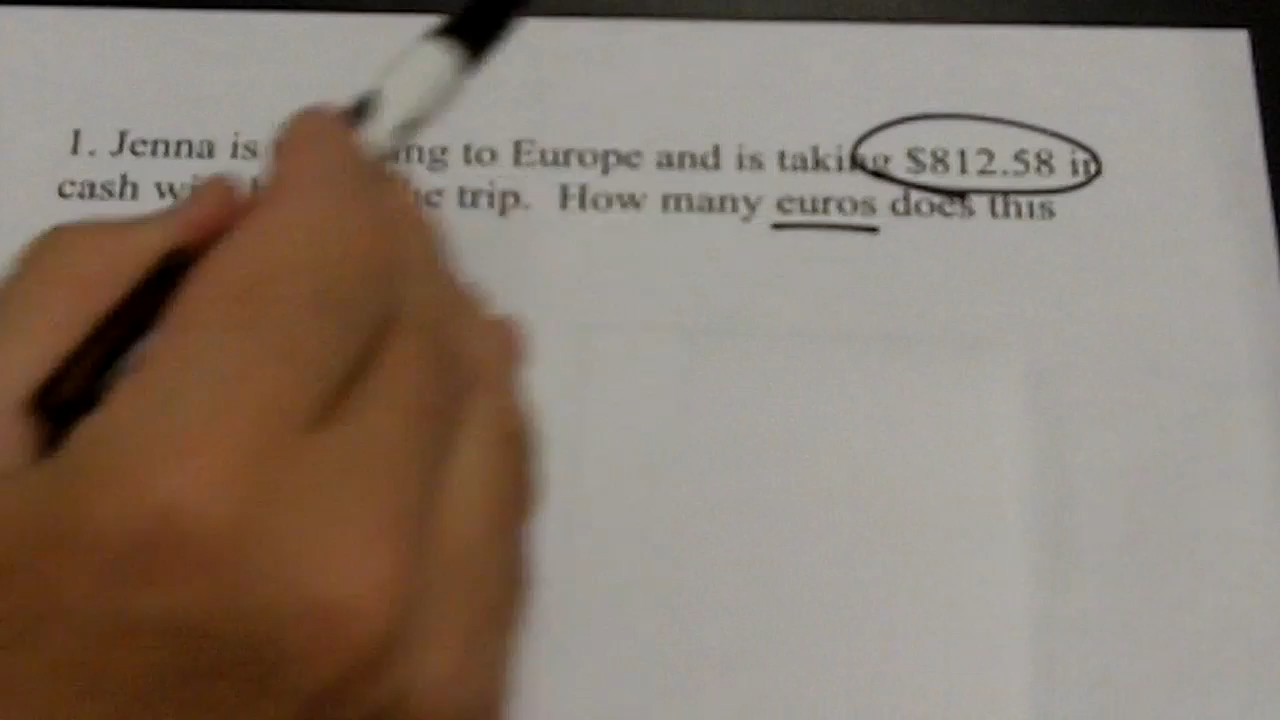 1. Jenna is to Europe and is taking $812.58 in
cash trip. How many euros does this